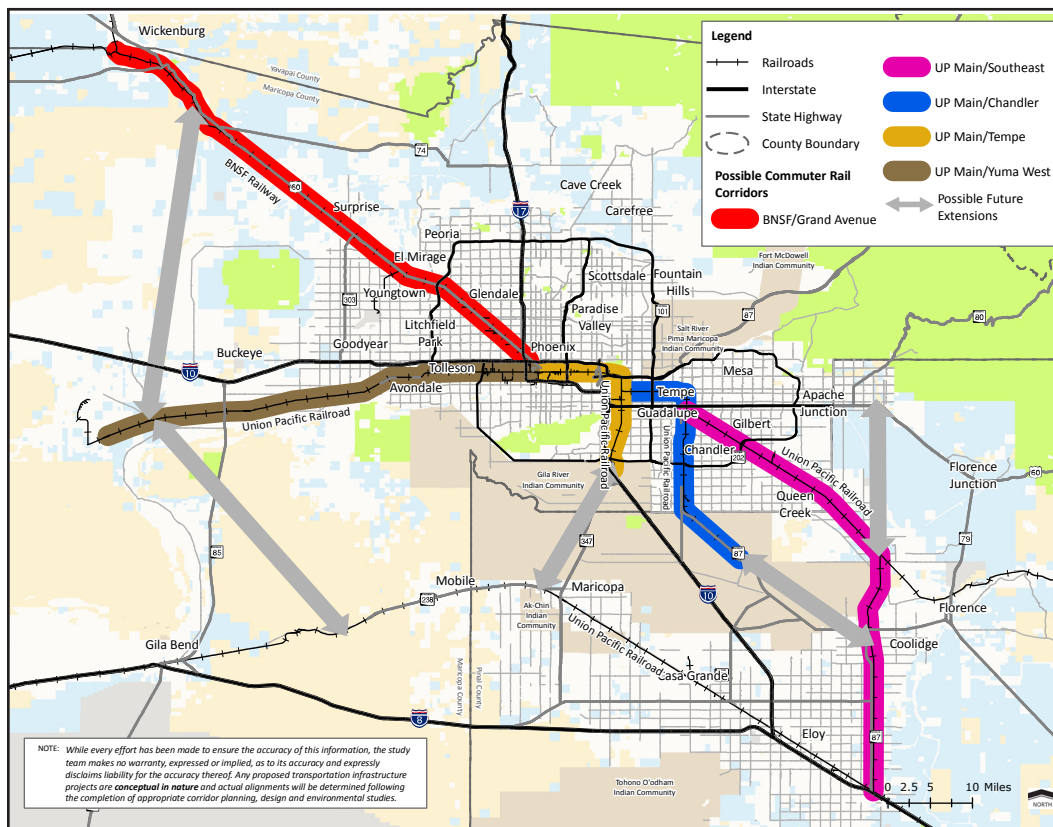 Wickenburg
Yavapai County
Maricopa County
74
BNSF Railway
60
Surprise
Peoria
El Mirage
Youngtown
303
Glendale
Litchfield
Park
Goodyear
Buckeye
10
Tolleson
Avondale
Union Pacific Railroad
17
Cave Creek
Carefree
Scottsdale
Fountain
Hills
Paradise
Valley
101
Phoenix
Fort McDowell
Indian Community
87
Salt River
Pima Maricopa
Indian Community
80
Mesa
Tempe
Apache
Junction
Guadalupe
Gilbert
Chandler
202
Union Pacific Railroad
Union Pacific Railroad
Union Pacific Railroad
Queen
Creek
Florence
Junction
60
79
Gila River
Indian Community
347
87
10
85
Mobile
238
Maricopa
Ak-Chin
Indian
Community
Union Pacific Railroad
Florence
Coolidge
Gila Bend
Maricopa County
Pinal County
Casa Grande
8
Eloy
87
Tohono O'odham
Indian Community
Legend
Railroads
Interstate
State Highway
County Boundary
Possible Commuter Rail
Corridors
BNSF/Grand Avenue
UP Main/Southeast
UP Main/Chandler
UP Main/Tempe
UP Main/Yuma West
Possible Future
Extensions
NOTE: While every effort has been made to ensure the accuracy of this information, the study
team makes no warranty, expressed or implied, as to its accuracy and expressly
disclaims liability for the accuracy thereof. Any proposed transportation infrastructure
projects are conceptual in nature and actual alignments will be determined following
the completion of appropriate corridor planning, design and environmental studies.
0 2.5 5 10 Miles
NORTH